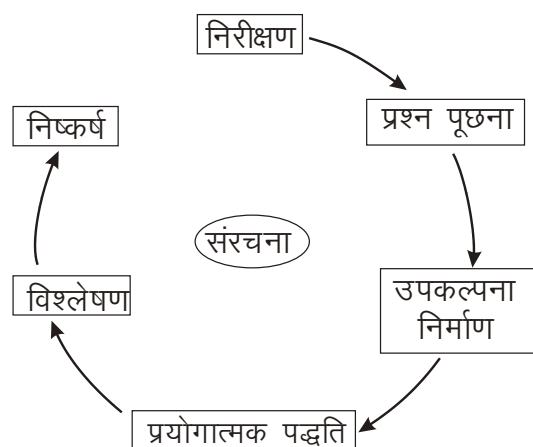 निरीक्षण
प्रश्न पूछना
उपकल्पना
निर्माण
प्रयोगात्मक पद्धति
विश्लेषण
निष्कर्ष
संरचना